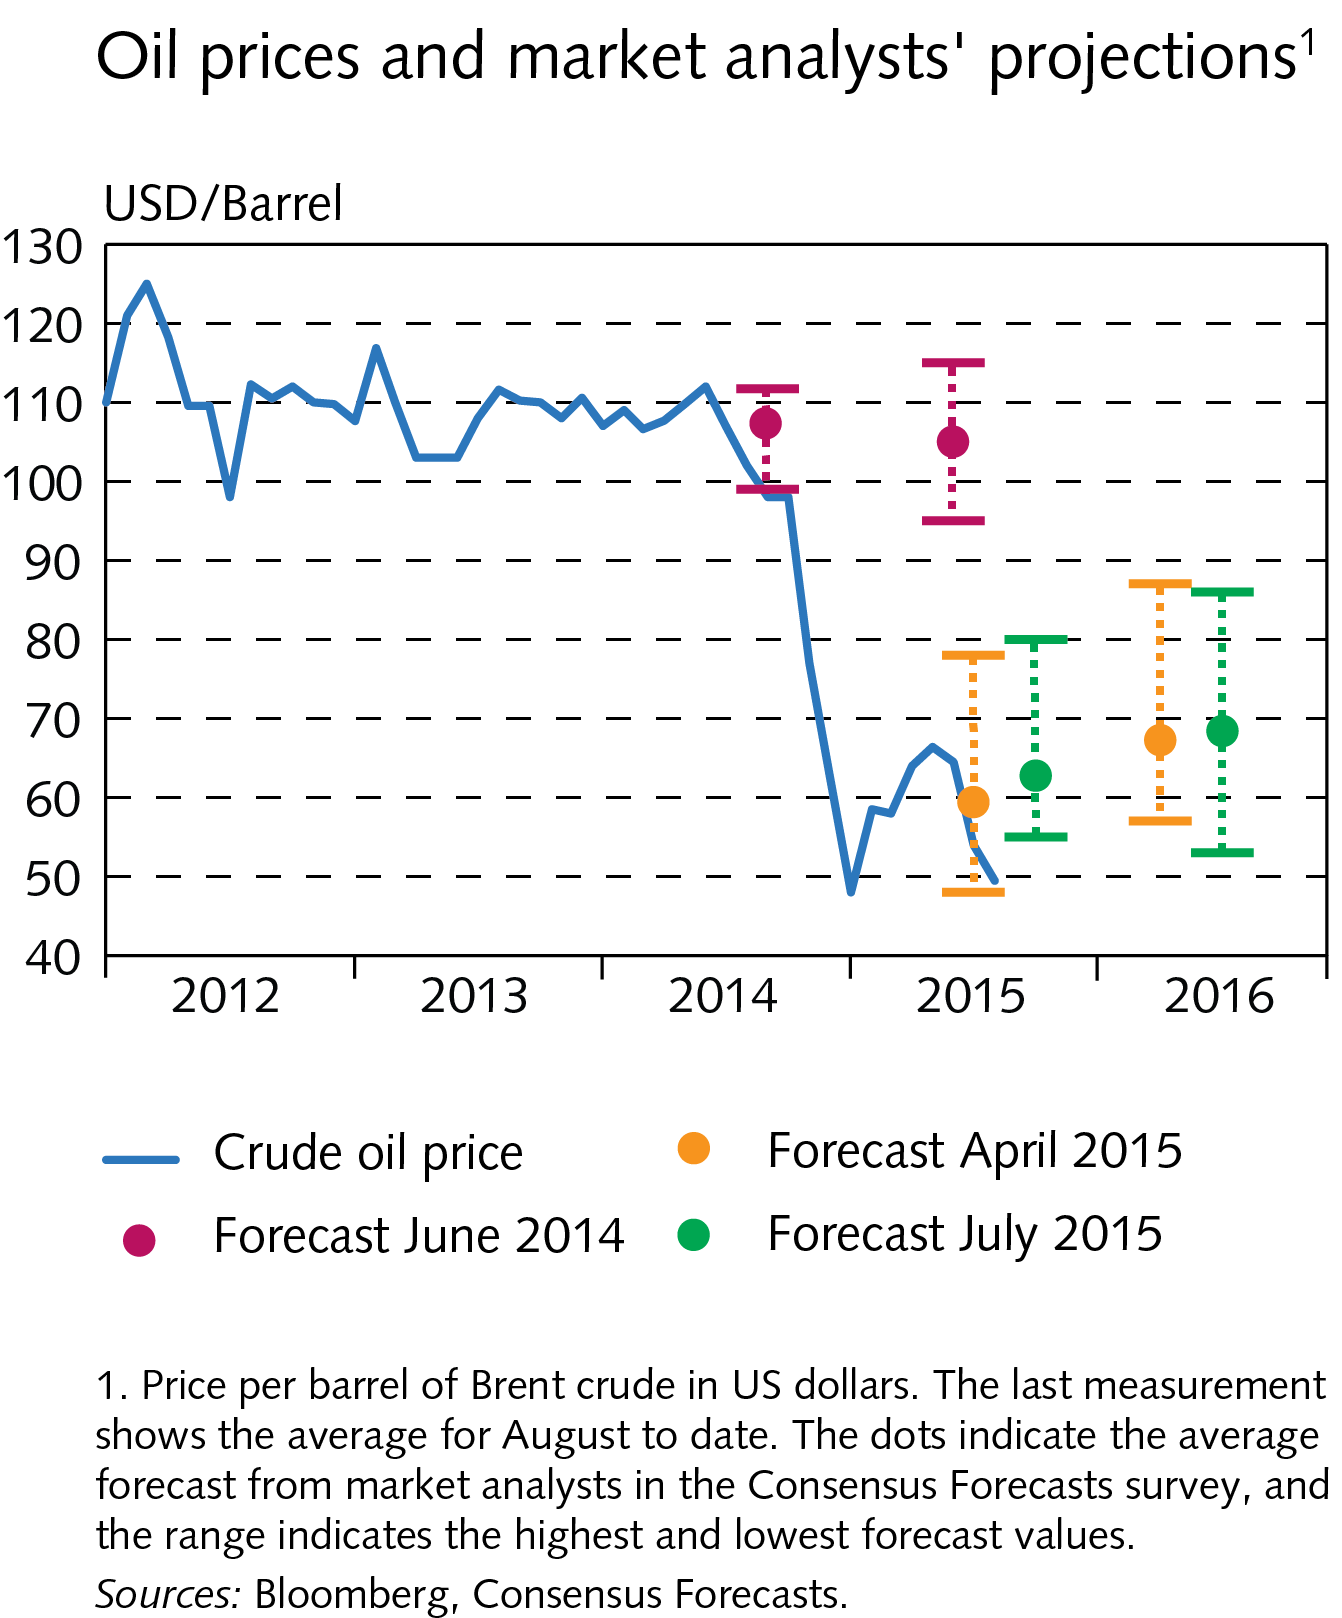 Oil prices and market analysts' projections¹
USD/Barrel
130
120
110
100
90
80
70
60
50
40
2012 2013 2014 2015 2016
Crude oil price
Forecast April 2015
Forecast June 2014
Forecast July 2015
1. Price per barrel of Brent crude in US dollars. The last measurement
shows the average for August to date. The dots indicate the average
forecast from market analysts in the Consensus Forecasts survey, and
the range indicates the highest and lowest forecast values.
Sources: Bloomberg, Consensus Forecasts.